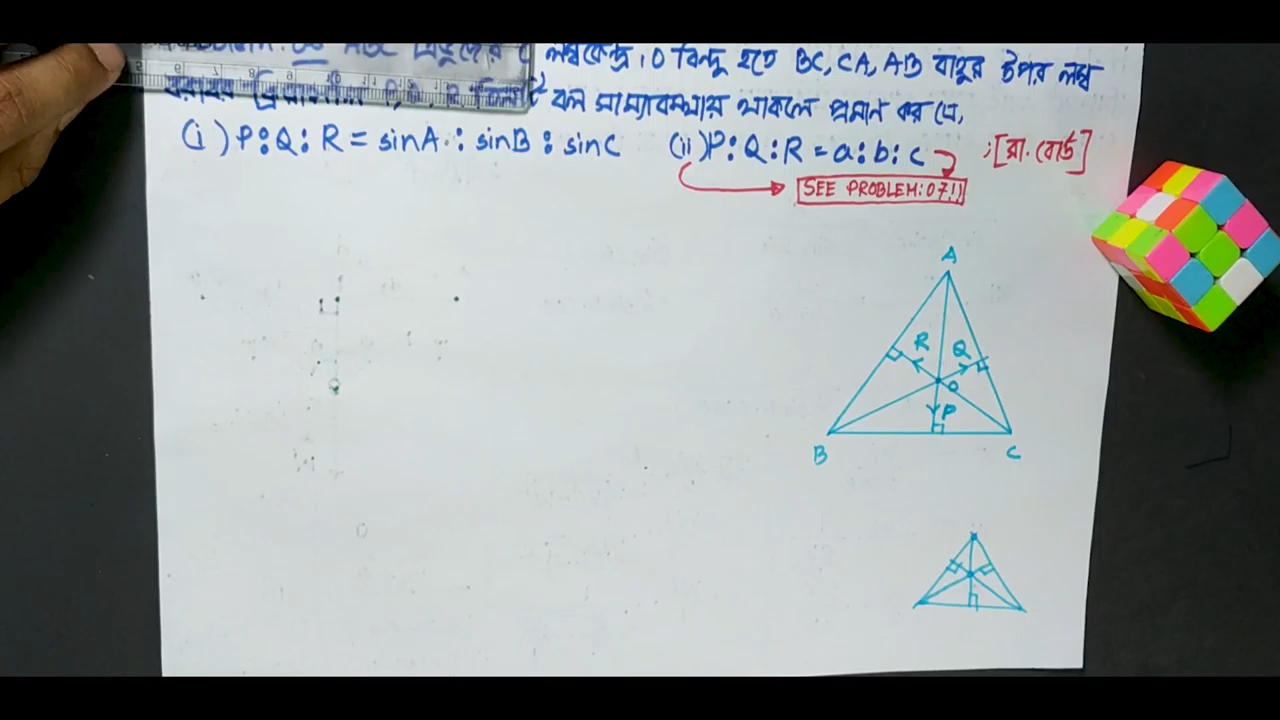 ABC ত্রিভুজের লম্বকেন্দ্র, O বিন্দু হতে BC, CA, AB বাহুর উপর লম্ব
বল সাম্যাবস্থায় থাকলে প্রমাণ কর যে,
(i) P:Q:R = sinA : sinB : sinC (ii) P:Q:R = a:b:c ; [রা. বোর্ড]
SEE PROBLEM:07!!
A
R Q
O
P
B C